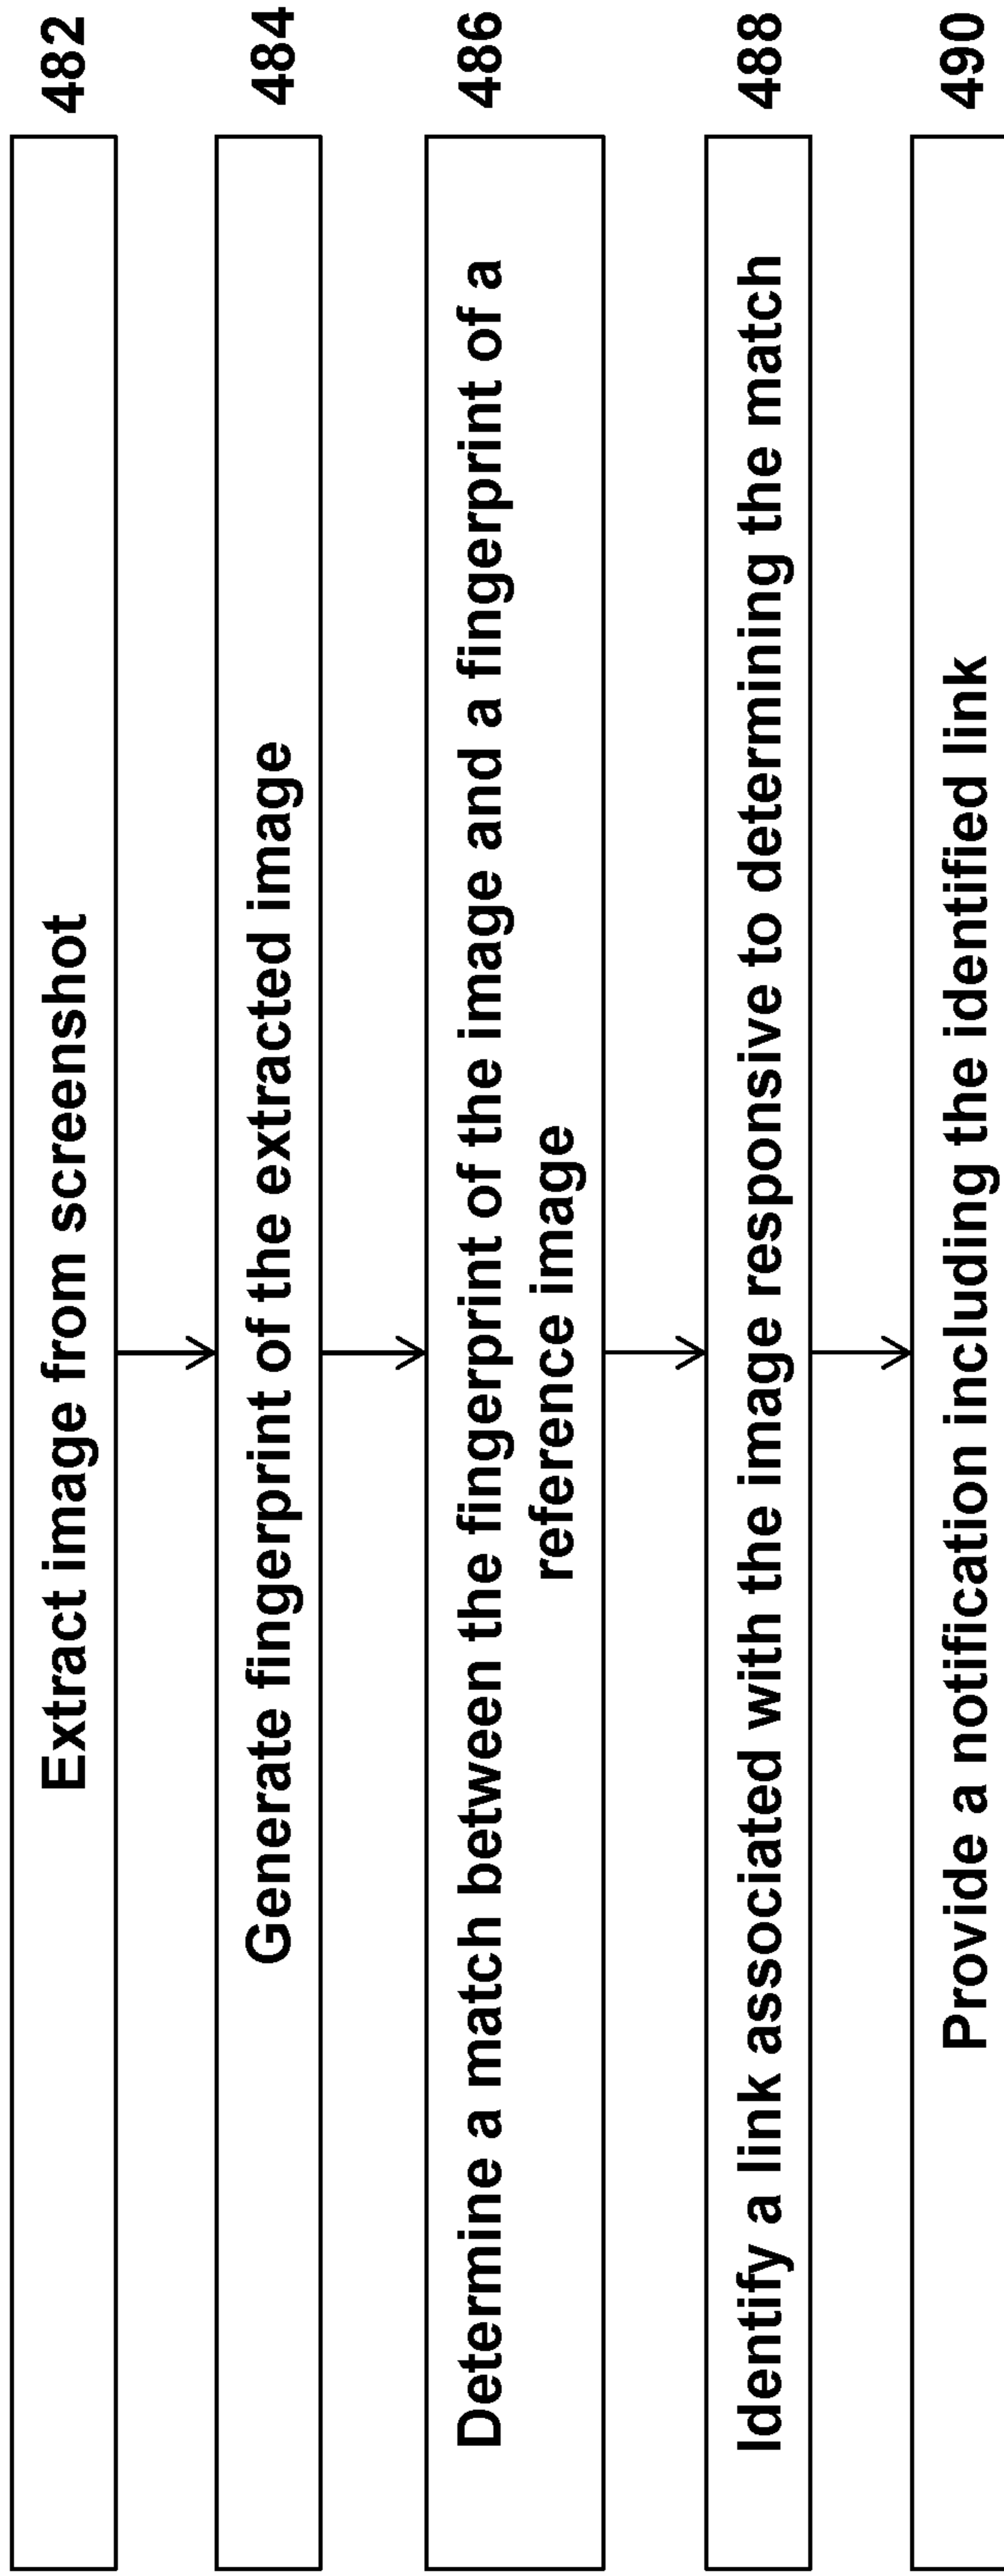 Extract image from screenshot
482
Generate fingerprint of the extracted image
484
Determine a match between the fingerprint of the image and a fingerprint of a
reference image
486
Identify a link associated with the image responsive to determining the match
488
Provide a notification including the identified link
490